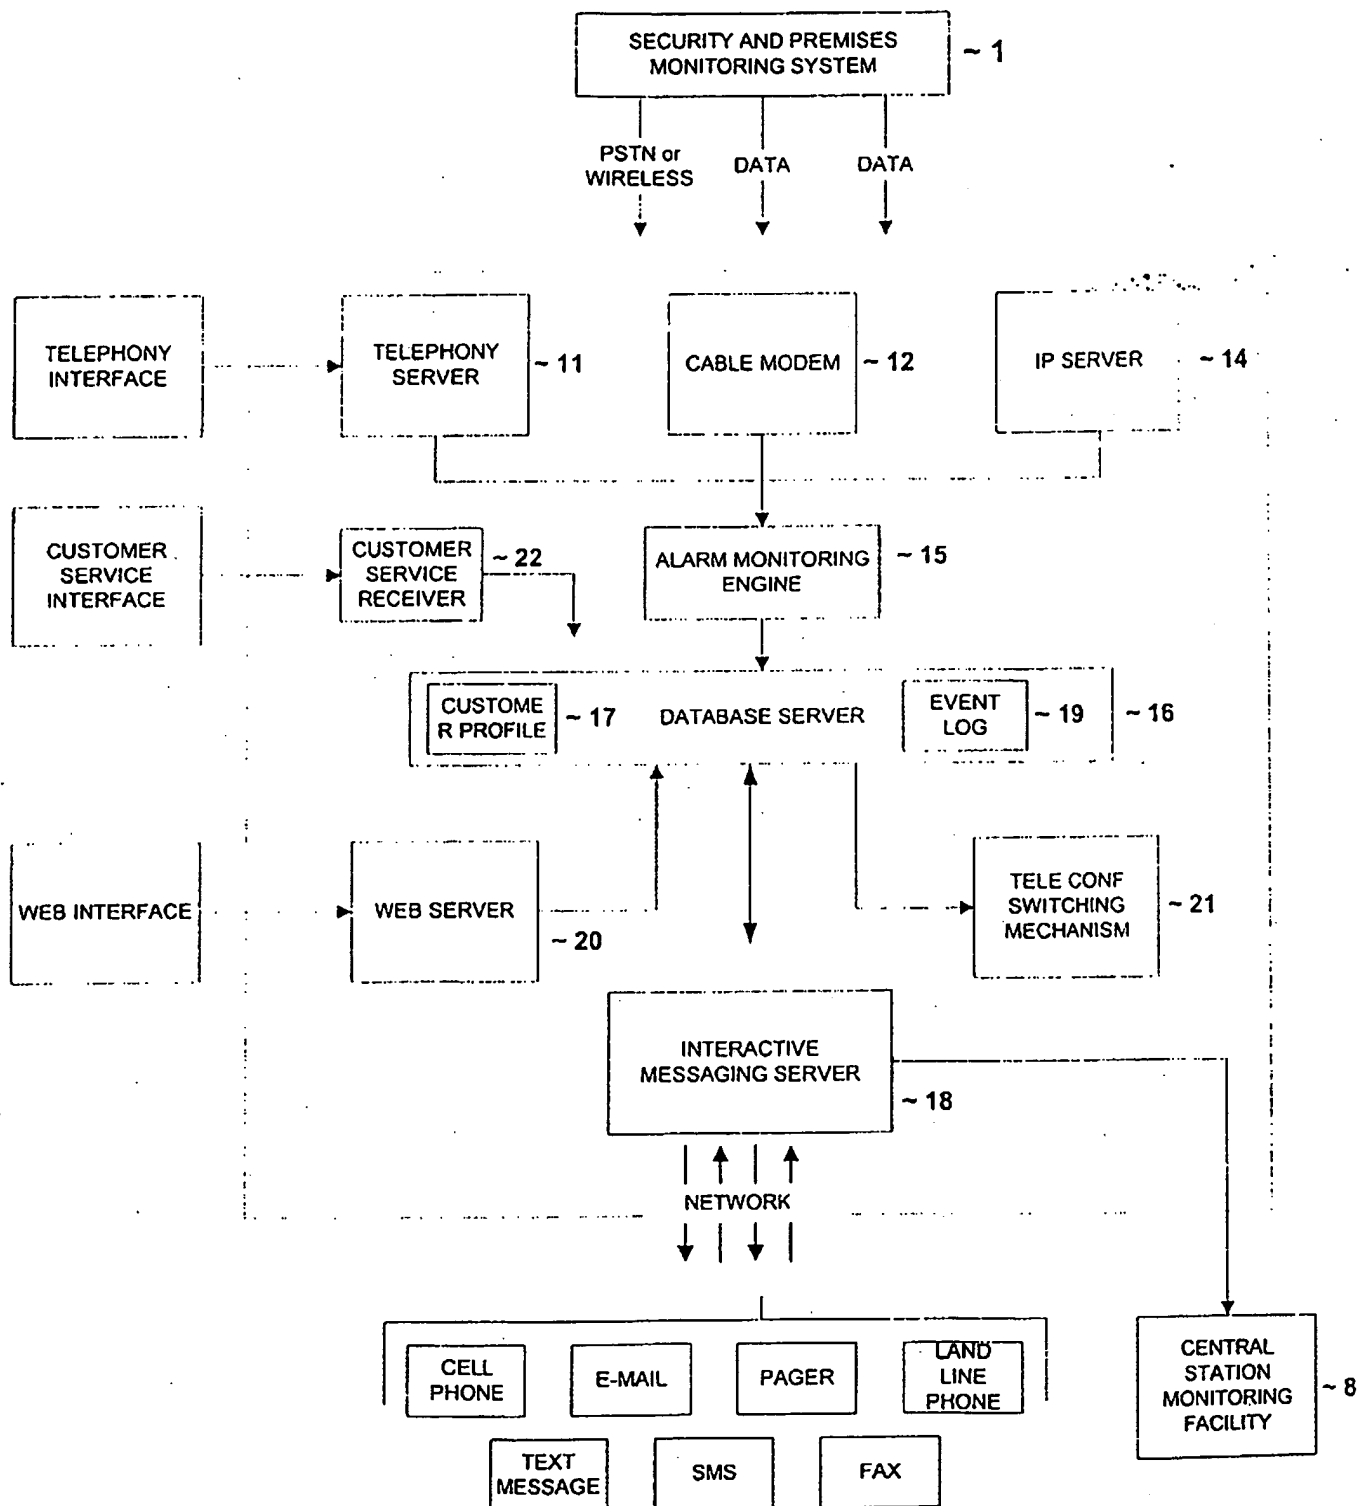 SECURITY AND PREMISES
MONITORING SYSTEM
~ 1
PSTN or
WIRELESS
DATA
DATA
TELEPHONY
INTERFACE
TELEPHONY
SERVER
~ 11
CABLE MODEM
~ 12
IP SERVER
~ 14
CUSTOMER
SERVICE
INTERFACE
CUSTOMER
SERVICE
RECEIVER
~ 22
ALARM MONITORING
ENGINE
~ 15
CUSTOME
R PROFILE
~ 17
DATABASE SERVER
EVENT
LOG
~ 19
~ 16
WEB INTERFACE
WEB SERVER
~ 20
TELE CONF
SWITCHING
MECHANISM
~ 21
INTERACTIVE
MESSAGING SERVER
~ 18
NETWORK
CELL
PHONE
E-MAIL
PAGER
LAND
LINE
PHONE
CENTRAL
STATION
MONITORING
FACILITY
~ 8
TEXT
MESSAGE
SMS
FAX